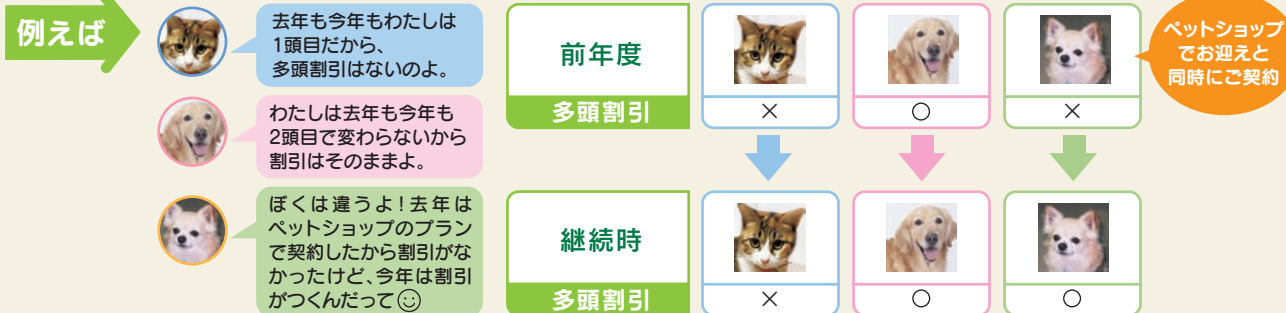 例えば
去年も今年もわたしは
1頭目だから、
多頭割引はないのよ。
わたしは去年も今年も
2頭目で変わらないから
割引はそのままよ。
ぼくは違うよ！去年は
ペットショップのプラン
で契約したから割引がな
かったけど、今年は割引
がつくんだって☺
前年度
多頭割引
×
○
×
ペットショップ
でお迎えと
同時にご契約
継続時
多頭割引
×
○
○